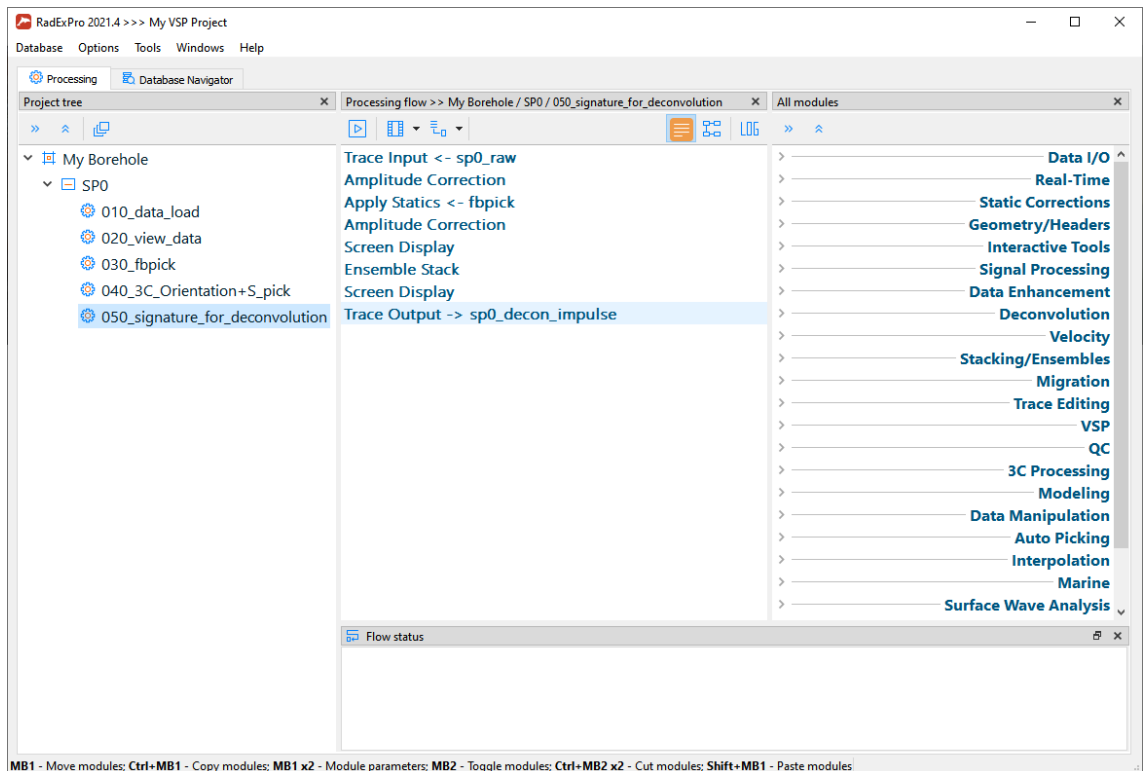 RadExPro 2021.4 >>> My VSP Project
Database Options Tools Windows Help
Processing Database Navigator
Project tree
My Borehole
SP0
010_data_load
020_view_data
030_fbpick
040_3C_Orientation+S_pick
050_signature_for_deconvolution
Processing flow >> My Borehole / SP0 / 050_signature_for_deconvolution
LOG
Trace Input <- sp0_raw
Amplitude Correction
Apply Statics <- fbpick
Amplitude Correction
Screen Display
Ensemble Stack
Screen Display
Trace Output -> sp0_decon_impulse
All modules
Data I/O
Real-Time
Static Corrections
Geometry/Headers
Interactive Tools
Signal Processing
Data Enhancement
Deconvolution
Velocity
Stacking/Ensembles
Migration
Trace Editing
VSP
QC
3C Processing
Modeling
Data Manipulation
Auto Picking
Interpolation
Marine
Surface Wave Analysis
Flow status
MB1 - Move modules; Ctrl+MB1 - Copy modules; MB1 x2 - Module parameters; MB2 - Toggle modules; Ctrl+MB2 x2 - Cut modules; Shift+MB1 - Paste modules